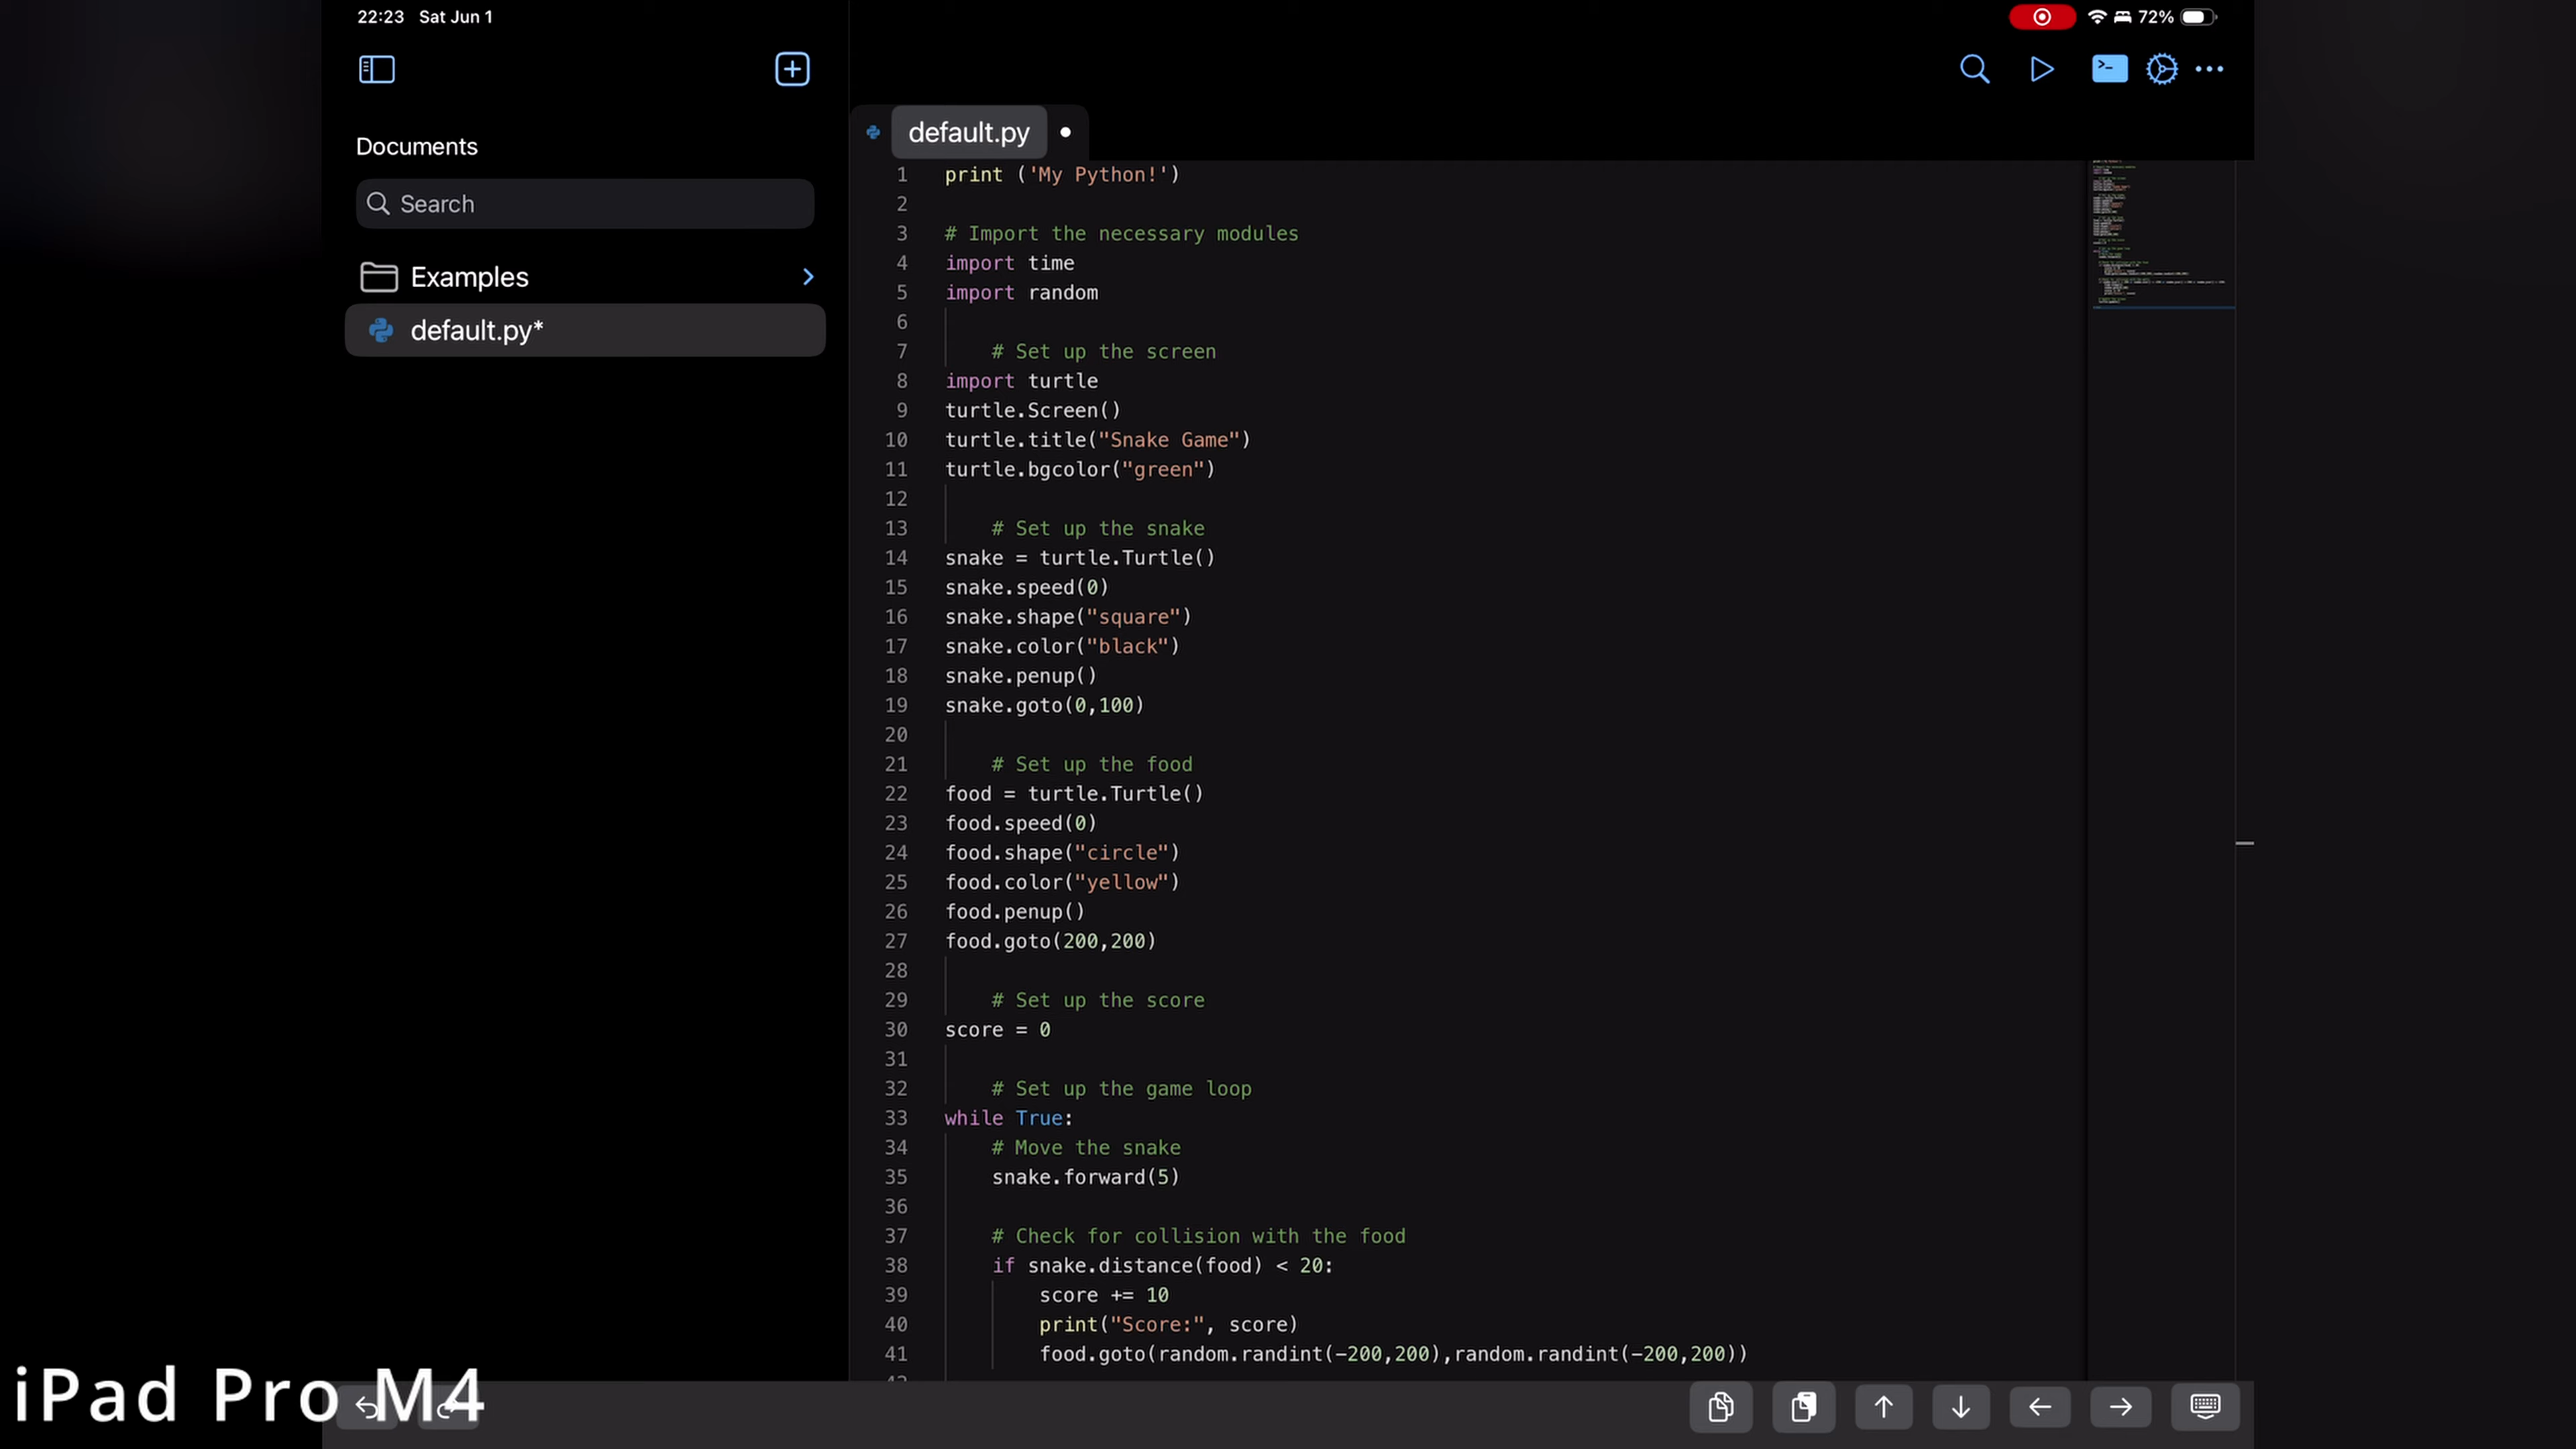 22:23 Sat Jun 1
72%
Documents
Search
Examples
default.py*
default.py
1 print ('My Python!')
2
3 # Import the necessary modules
4 import time
5 import random
6
7 # Set up the screen
8 import turtle
9 turtle.Screen()
10 turtle.title("Snake Game")
11 turtle.bgcolor("green")
12
13 # Set up the snake
14 snake = turtle.Turtle()
15 snake.speed(0)
16 snake.shape("square")
17 snake.color("black")
18 snake.penup()
19 snake.goto(0,100)
20
21 # Set up the food
22 food = turtle.Turtle()
23 food.speed(0)
24 food.shape("circle")
25 food.color("yellow")
26 food.penup()
27 food.goto(200,200)
28
29 # Set up the score
30 score = 0
31
32 # Set up the game loop
33 while True:
34 # Move the snake
35 snake.forward(5)
36
37 # Check for collision with the food
38 if snake.distance(food) < 20:
39 score += 10
40 print("Score:", score)
41 food.goto(random.randint(-200,200),random.randint(-200,200))
iPad Pro M4